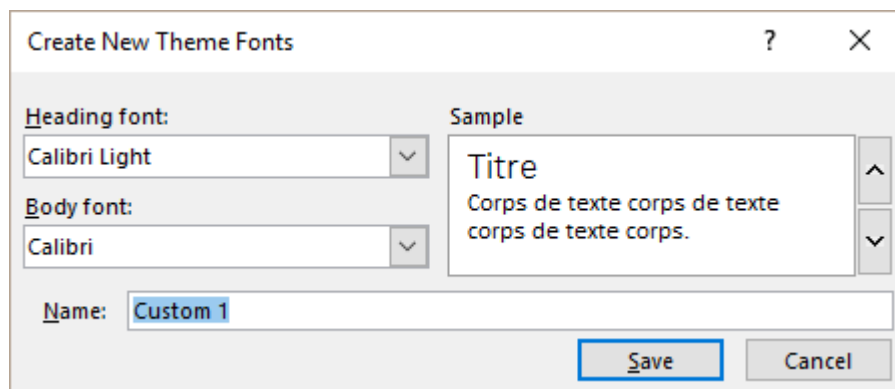 Create New Theme Fonts
?
Heading font:
Calibri Light
Body font:
Calibri
Sample
Titre
Corps de texte corps de texte
corps de texte corps.
Name:
Custom 1
Save
Cancel